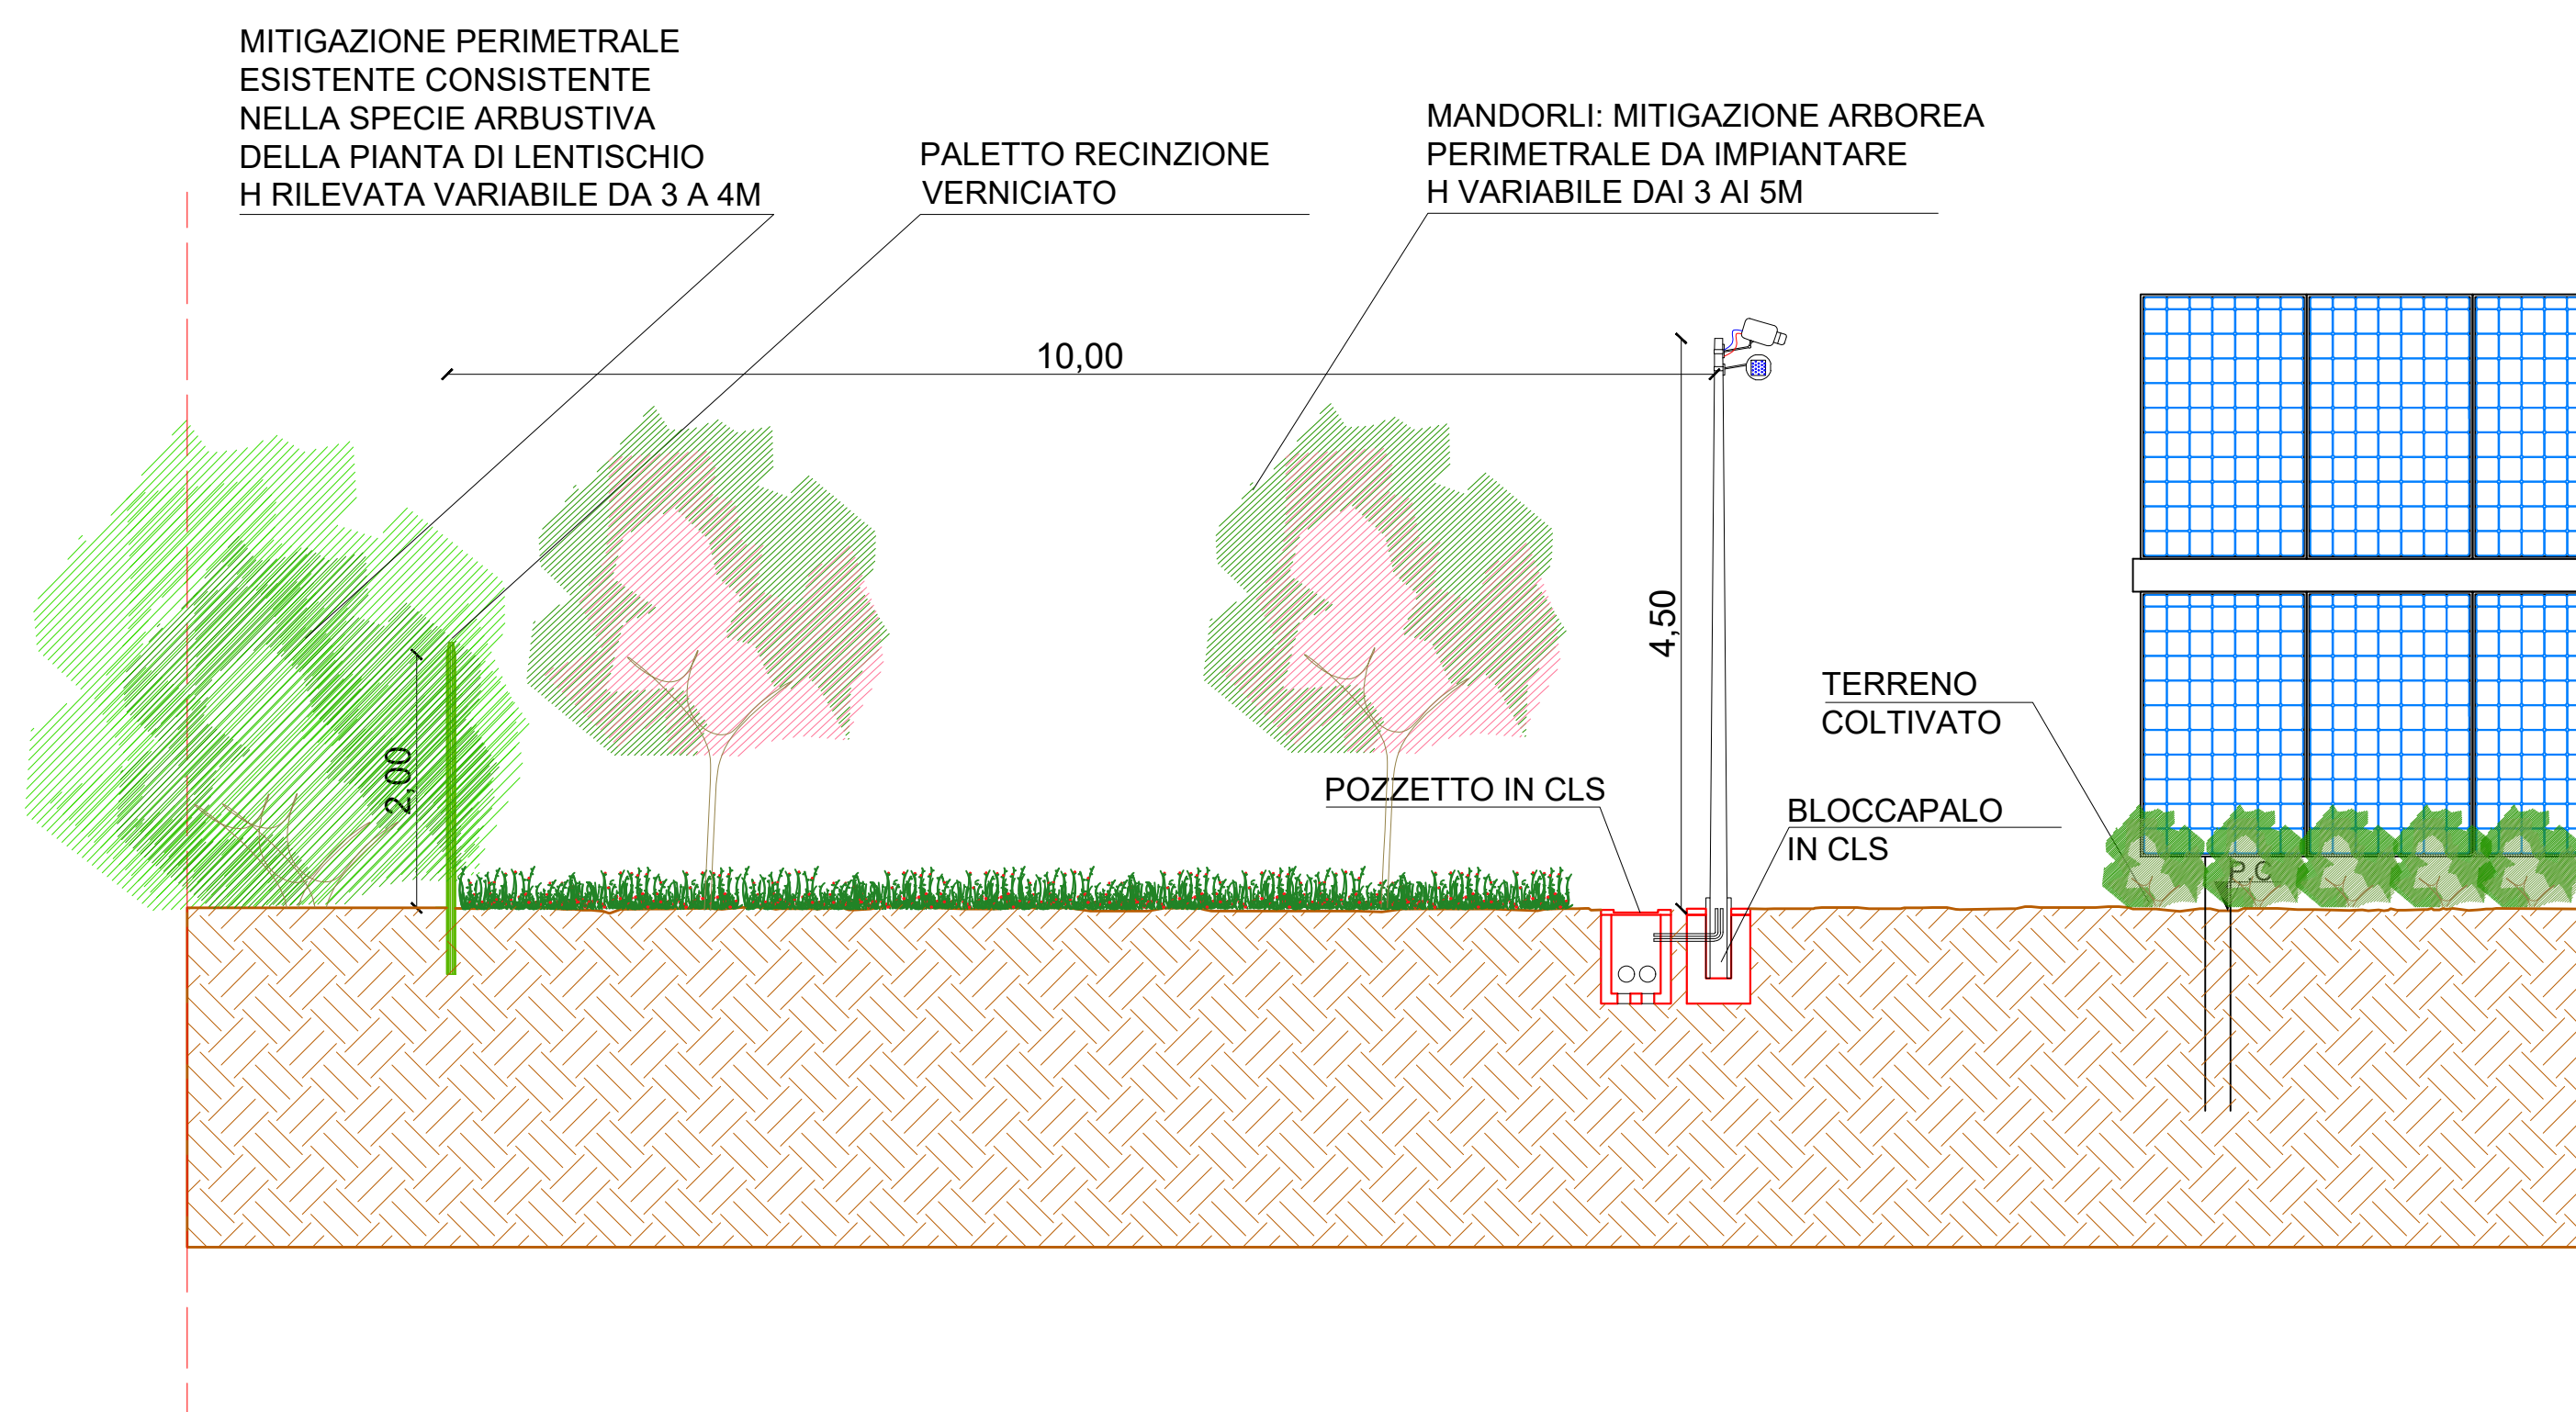 MITIGAZIONE PERIMETRALE
ESISTENTE CONSISTENTE
NELLA SPECIE ARBUSTIVA
DELLA PIANTA DI LENTISCHIO
H RILEVATA VARIABILE DA 3 A 4M
PALETTO RECINZIONE
VERNICIATO
MANDORLI: MITIGAZIONE ARBOREA
PERIMETRALE DA IMPIANTARE
H VARIABILE DAI 3 AI 5M
10,00
4,50
2,00
TERRENO
COLTIVATO
POZZETTO IN CLS
BLOCCAPALO
IN CLS
P.C